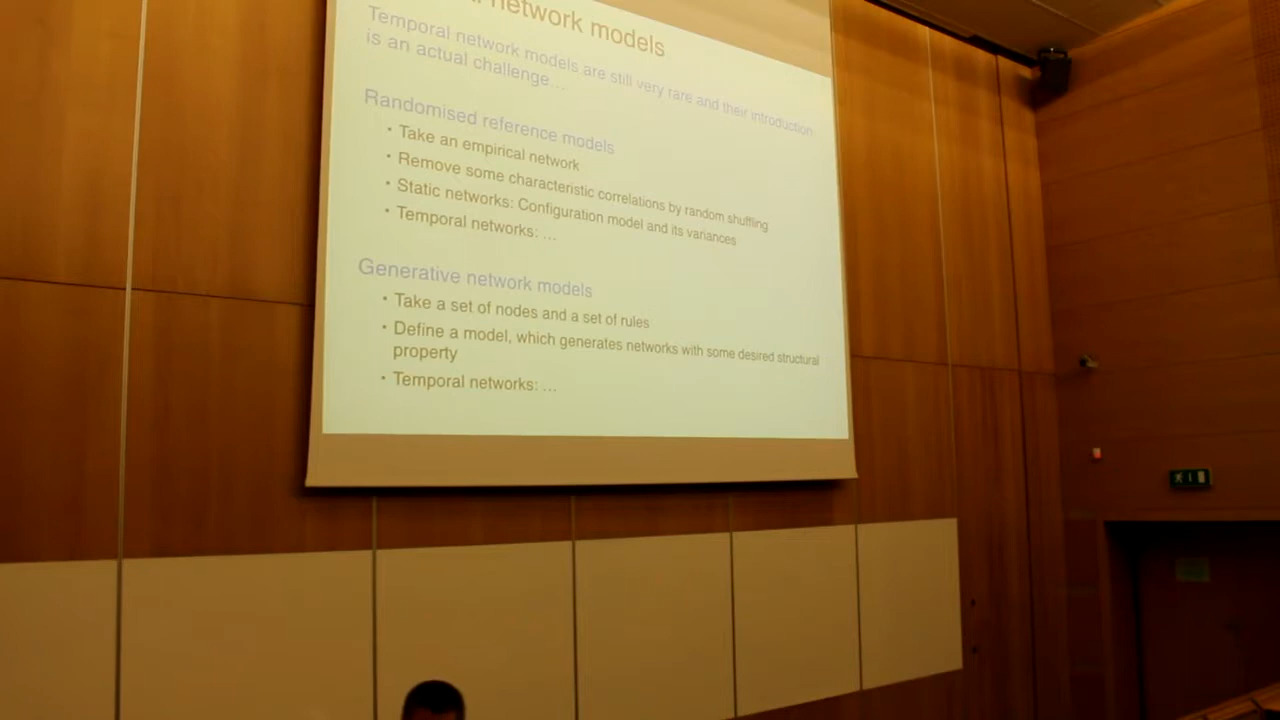 network models
Temporal network models are still very rare and their introduction
is an actual challenge...
Randomised reference models
• Take an empirical network
• Remove some characteristic correlations by random shuffling
• Static networks: Configuration model and its variances
• Temporal networks: ...
Generative network models
• Take a set of nodes and a set of rules
• Define a model, which generates networks with some desired structural
property
• Temporal networks: ...